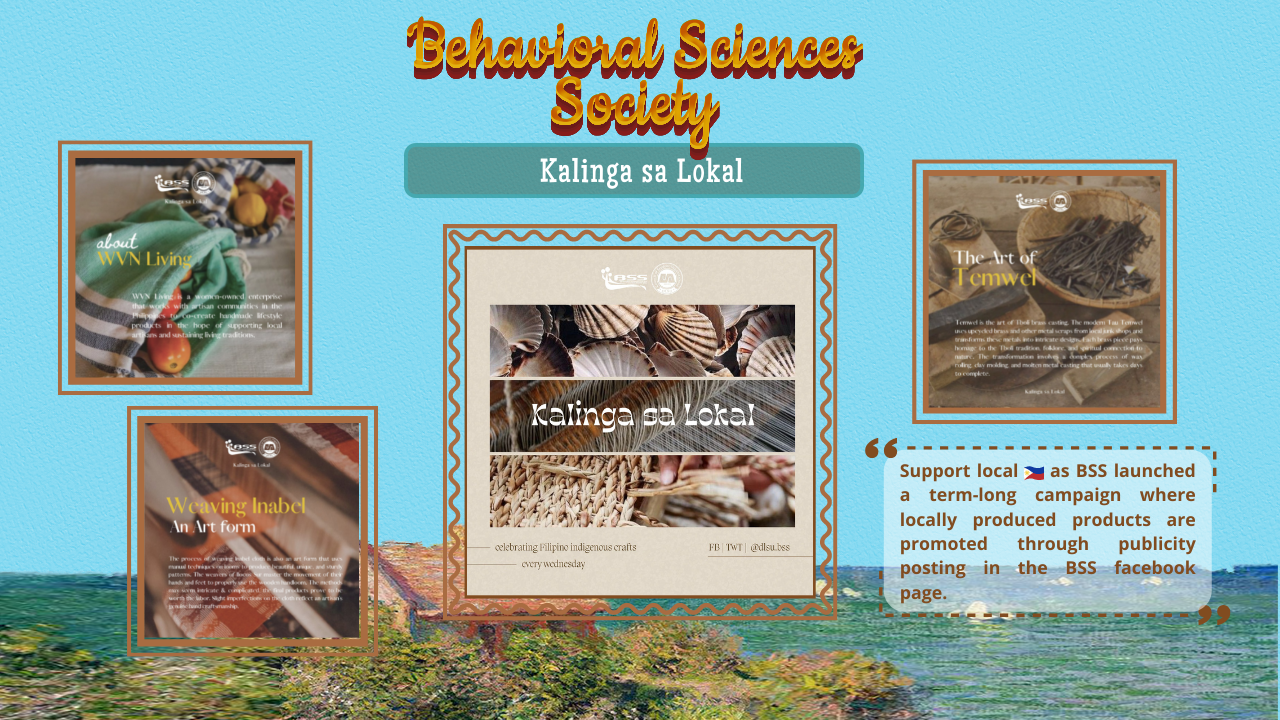 Behavioral Sciences
Society
Kalinga sa Lokal
BSS
Kalinga sa Lokal
about
WVN Living
WVN Living is a women-owned enterprise
that works with artisan communities in the
Philippines to co-create handmade lifestyle
products in the hope of supporting local
artisans and sustaining living traditions.
BSS
Kalinga sa Lokal
Weaving Inabel
An Art form
The process of weaving inabel cloth is also an art form that uses
manual techniques on looms to produce beautiful, unique, and sturdy
patterns. The weavers of Ilocos the movement of their
hands and feet to properly use the wooden handlooms. The methods
may seem intricate & complicated, the final products prove to be
worth the labor. Slight imperfections on the cloth reflect an artisan's
genuine handcraftsmanship.
BSS
Kalinga sa Lokal
celebrating Filipino indigenous crafts
FB | TWT | @dlsu.bss
every wednesday
BSS
The Art of
Temwel
Temwel is the art of T'boli brass casting. The modern Tau Temwel
uses upcycled brass and other metal scraps from local junk shops and
transforms these metals into intricate designs. Each brass piece pays
homage to the T'boli tradition, folklore, and spiritual connection to
nature. The transformation involves a complex process of wax
rolling, clay molding, and molten metal casting that usually takes days
to complete.
Kalinga sa Lokal
“
Support local 🇵🇭 as BSS launched
a term-long campaign where
locally produced products are
promoted through publicity
posting in the BSS facebook
page.
”